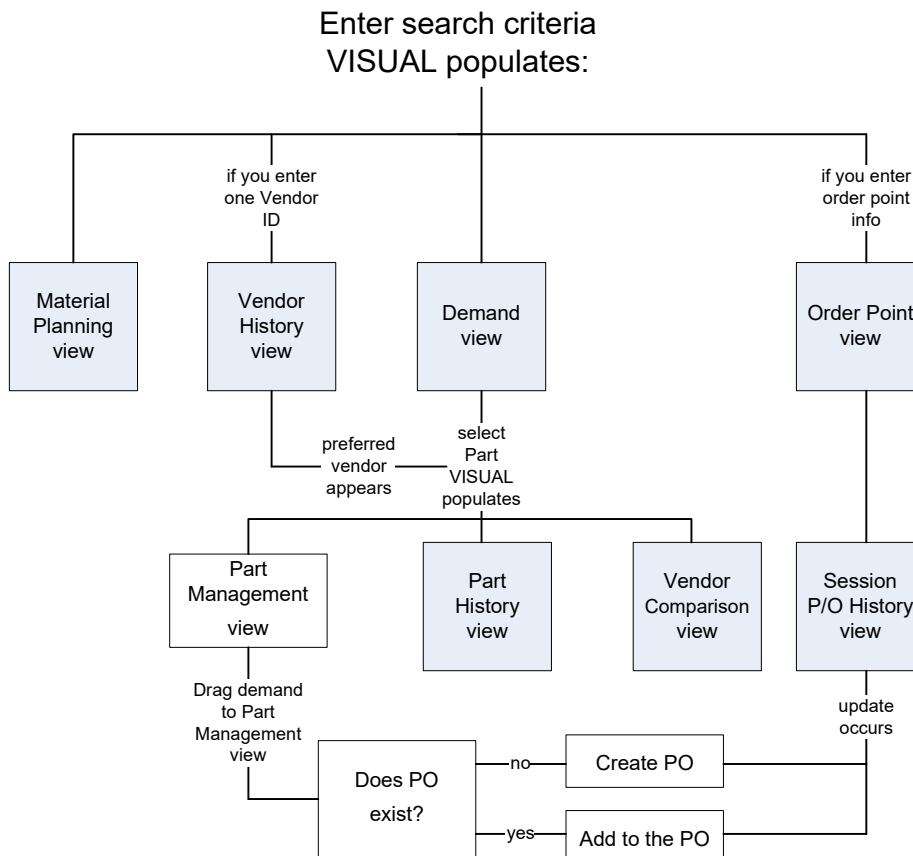 Enter search criteria
VISUAL populates:
if you enter
one Vendor
ID
if you enter
order point
info
Material
Planning
view
Vendor
History
view
Demand
view
Order Point
view
preferred
vendor
appears
select
Part
VISUAL
populates
Part
Management
view
Part
History
view
Vendor
Comparison
view
Session
P/O History
view
Drag demand
to Part
Management
view
update
occurs
Does PO
exist?
no
Create PO
yes
Add to the PO